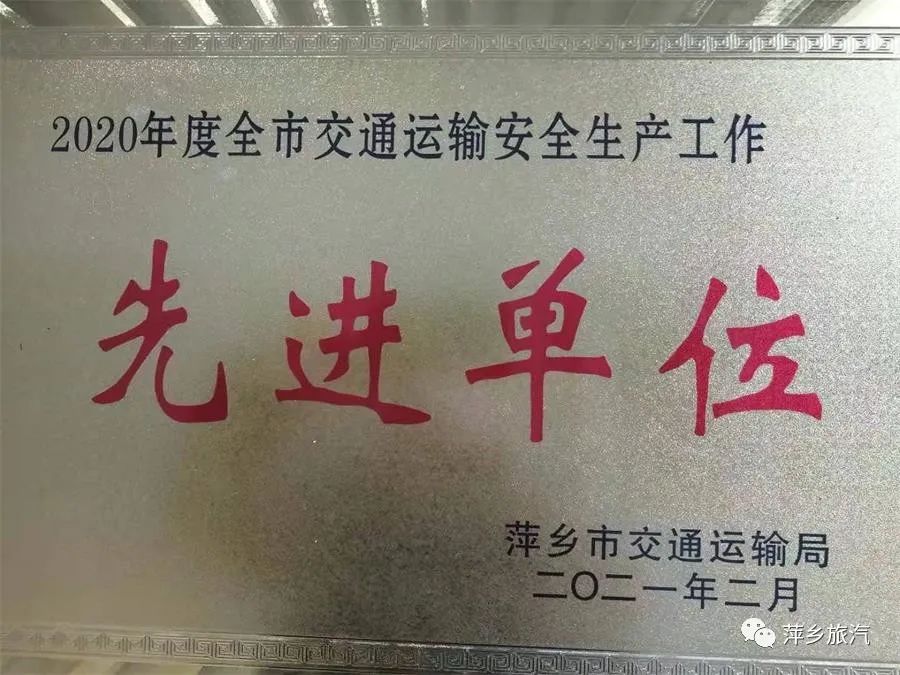 2020年度全市交通运输安全生产工作
先进单位
萍乡市交通运输局
二〇二一年二月
萍乡旅汽